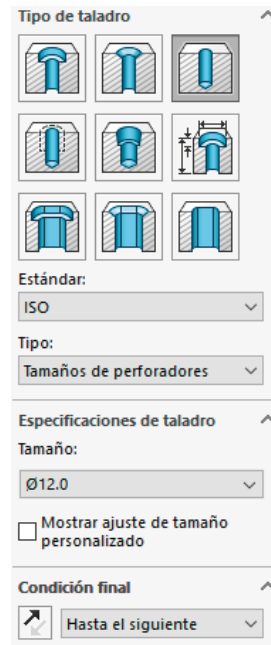 Tipo de taladro
Estándar:
ISO
Tipo:
Tamaños de perforadores
Especificaciones de taladro
Tamaño:
Ø12.0
Mostrar ajuste de tamaño
personalizado
Condición final
Hasta el siguiente